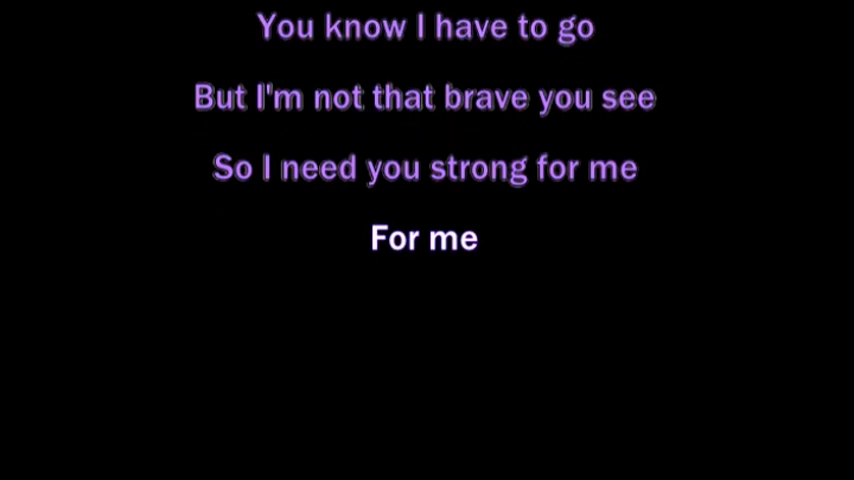 You know I have to go
But I'm not that brave you see
So I need you strong for me
For me